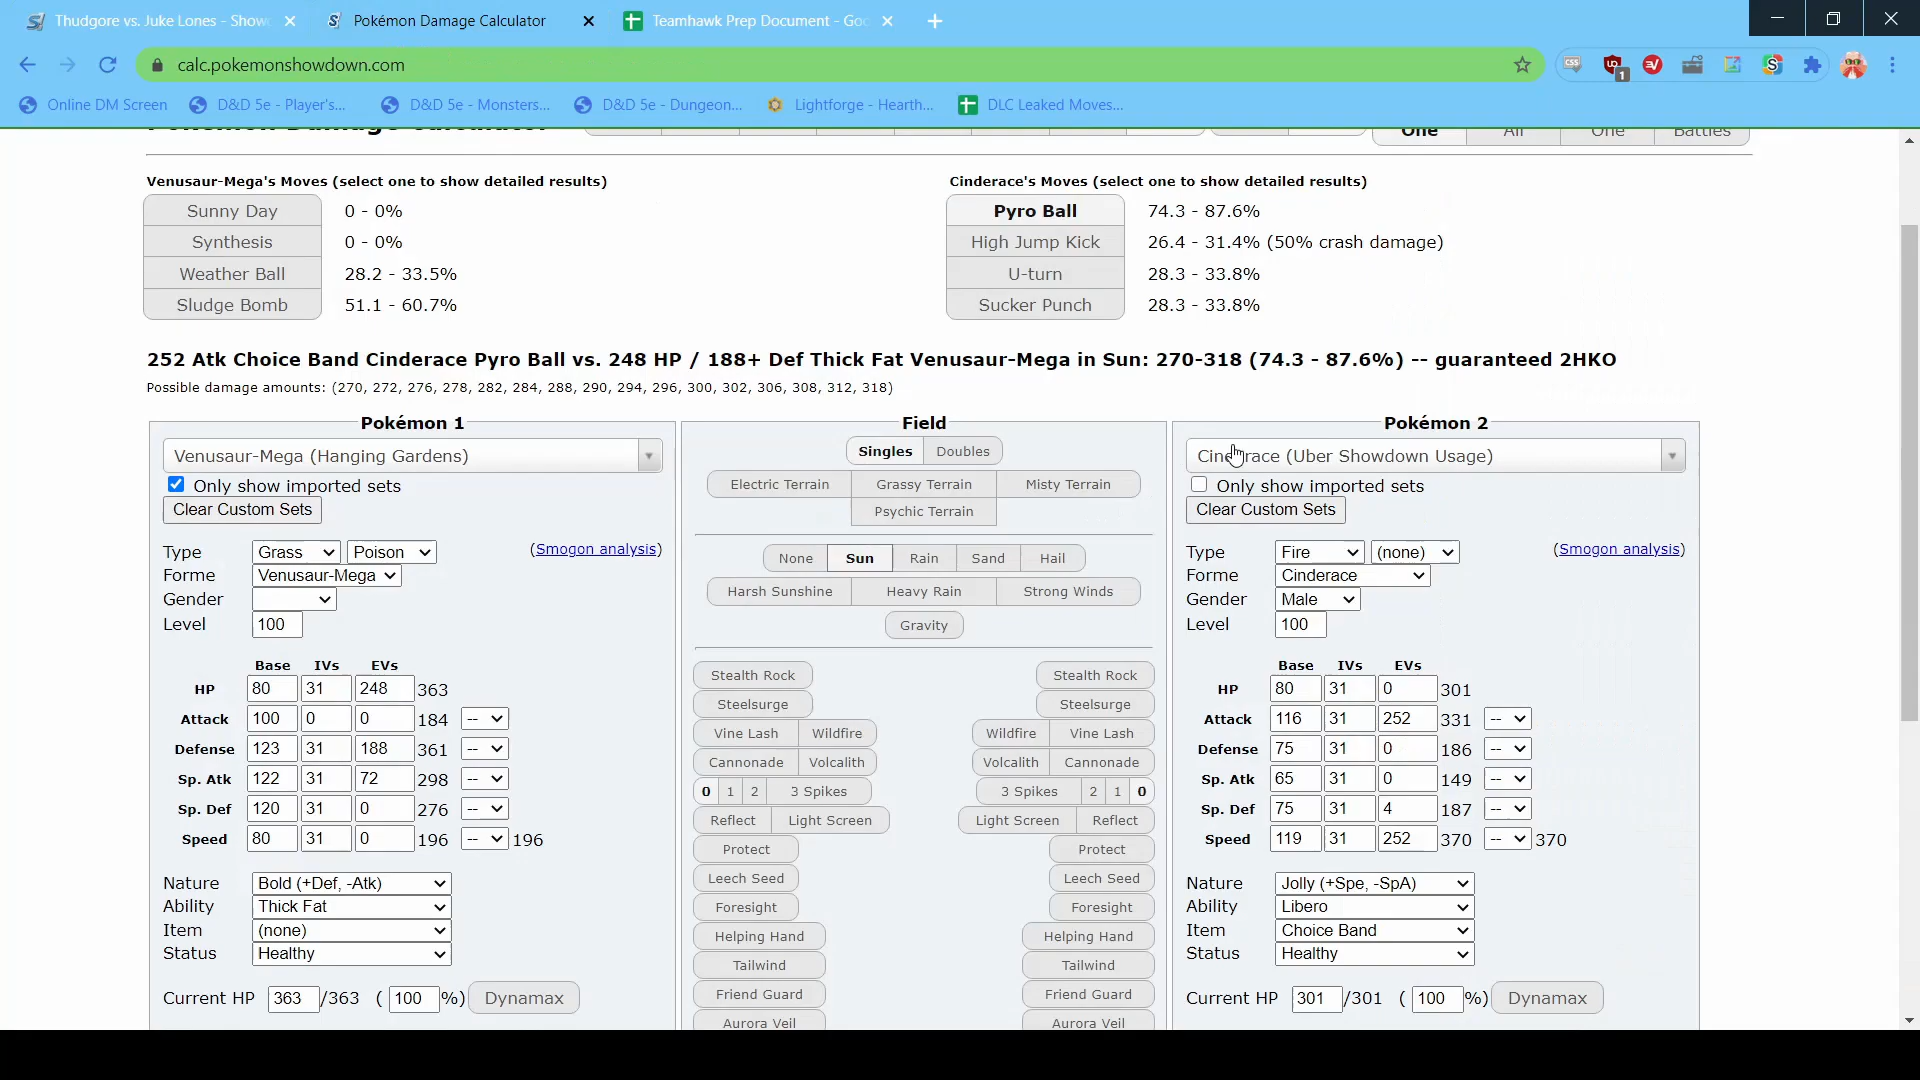 Thudgore vs. Juke Lones - Show
Pokémon Damage Calculator
Teamhawk Prep Document - Goo
calc.pokemonshowdown.com
1
Online DM Screen
D&D 5e - Player's...
D&D 5e - Monsters...
D&D 5e - Dungeon...
Lightforge - Hearth...
DLC Leaked Moves...
Pokémon Damage Calculator
One All One Battles
Venusaur-Mega's Moves (select one to show detailed results)
Sunny Day 0 - 0%
Synthesis 0 - 0%
Weather Ball 28.2 - 33.5%
Sludge Bomb 51.1 - 60.7%
Cinderace's Moves (select one to show detailed results)
Pyro Ball 74.3 - 87.6%
High Jump Kick 26.4 - 31.4% (50% crash damage)
U-turn 28.3 - 33.8%
Sucker Punch 28.3 - 33.8%
252 Atk Choice Band Cinderace Pyro Ball vs. 248 HP / 188+ Def Thick Fat Venusaur-Mega in Sun: 270-318 (74.3 - 87.6%) -- guaranteed 2HKO
Possible damage amounts: (270, 272, 276, 278, 282, 284, 288, 290, 294, 296, 300, 302, 306, 308, 312, 318)
Pokémon 1
Venusaur-Mega (Hanging Gardens)
Only show imported sets
Clear Custom Sets
Type Grass Poison (Smogon analysis)
Forme Venusaur-Mega
Gender
Level 100
Base IVs EVs
HP 80 31 248 363
Attack 100 0 0 184 --
Defense 123 31 188 361 --
Sp. Atk 122 31 72 298 --
Sp. Def 120 31 0 276 --
Speed 80 31 0 196 -- 196
Nature Bold (+Def, -Atk)
Ability Thick Fat
Item (none)
Status Healthy
Current HP 363 /363 ( 100 %) Dynamax
Field
Singles Doubles
Electric Terrain Grassy Terrain Misty Terrain
Psychic Terrain
None Sun Rain Sand Hail
Harsh Sunshine Heavy Rain Strong Winds
Gravity
Stealth Rock Stealth Rock
Steelsurge Steelsurge
Vine Lash Wildfire Wildfire Vine Lash
Cannonade Volcalith Volcalith Cannonade
0 1 2 3 Spikes 3 Spikes 2 1 0
Reflect Light Screen Light Screen Reflect
Protect Protect
Leech Seed Leech Seed
Foresight Foresight
Helping Hand Helping Hand
Tailwind Tailwind
Friend Guard Friend Guard
Aurora Veil Aurora Veil
Pokémon 2
Cinderace (Uber Showdown Usage)
Only show imported sets
Clear Custom Sets
Type Fire (none) (Smogon analysis)
Forme Cinderace
Gender Male
Level 100
Base IVs EVs
HP 80 31 0 301
Attack 116 31 252 331 --
Defense 75 31 0 186 --
Sp. Atk 65 31 0 149 --
Sp. Def 75 31 4 187 --
Speed 119 31 252 370 -- 370
Nature Jolly (+Spe, -SpA)
Ability Libero
Item Choice Band
Status Healthy
Current HP 301 /301 ( 100 %) Dynamax